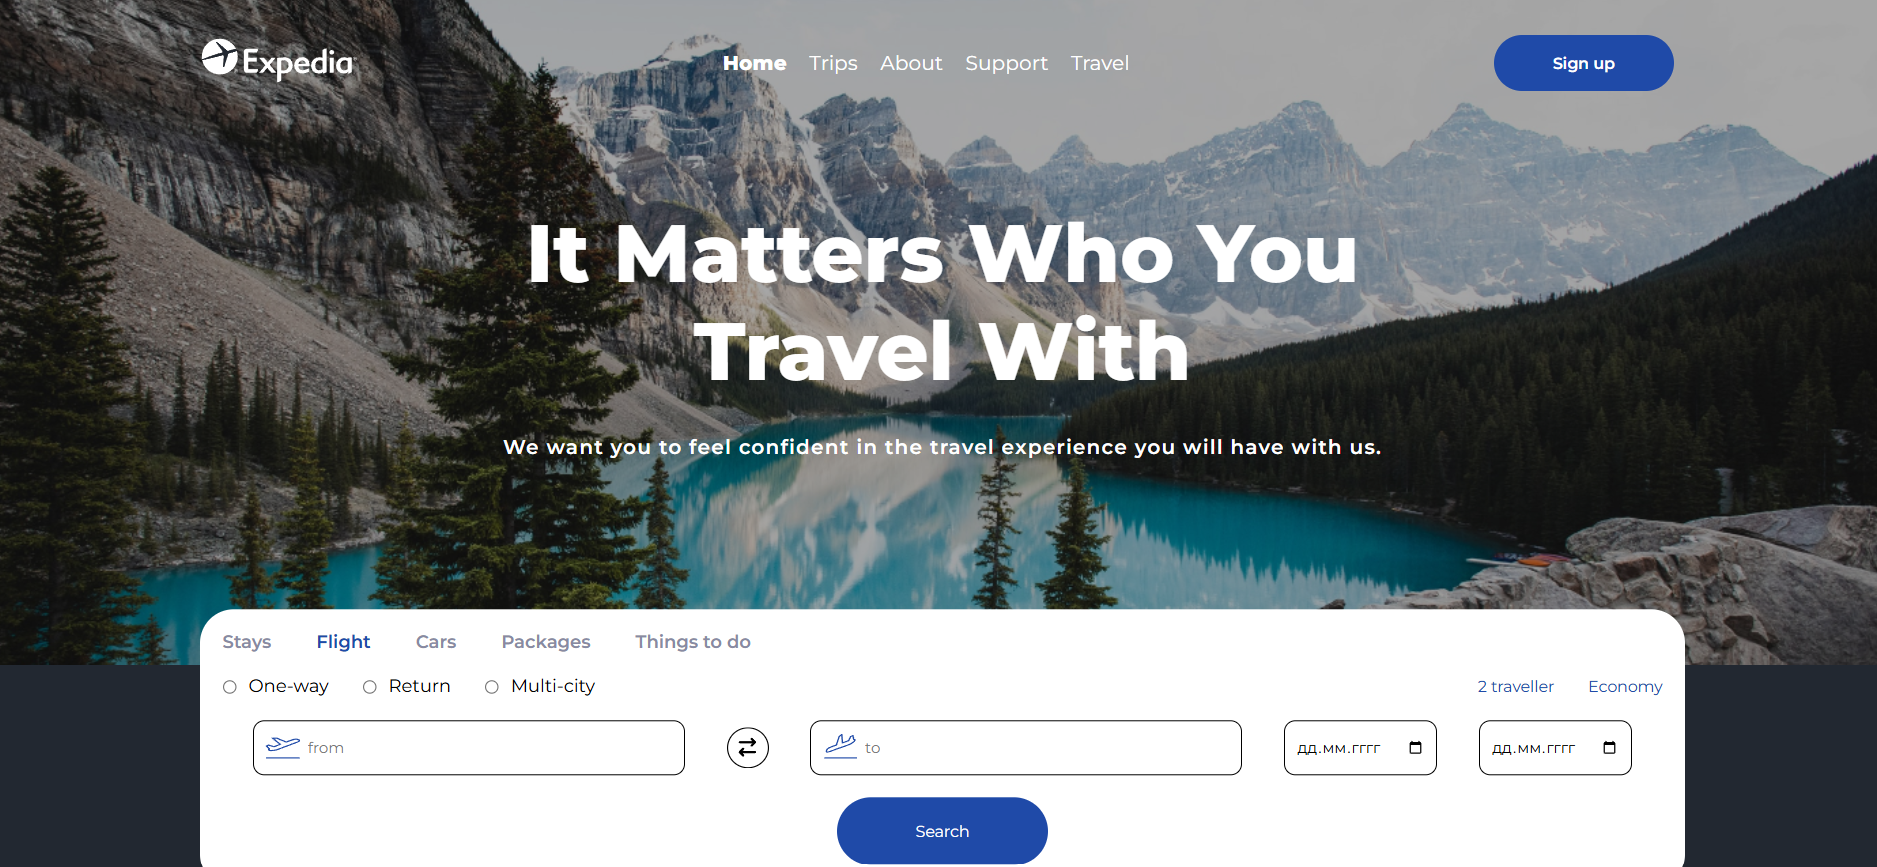 Expedia
Home Trips About Support Travel
Sign up
It Matters Who You
Travel With
We want you to feel confident in the travel experience you will have with us.
Stays Flight Cars Packages Things to do
One-way Return Multi-city
2 traveller Economy
from
to
дд.мм.гггг
дд.мм.гггг
Search